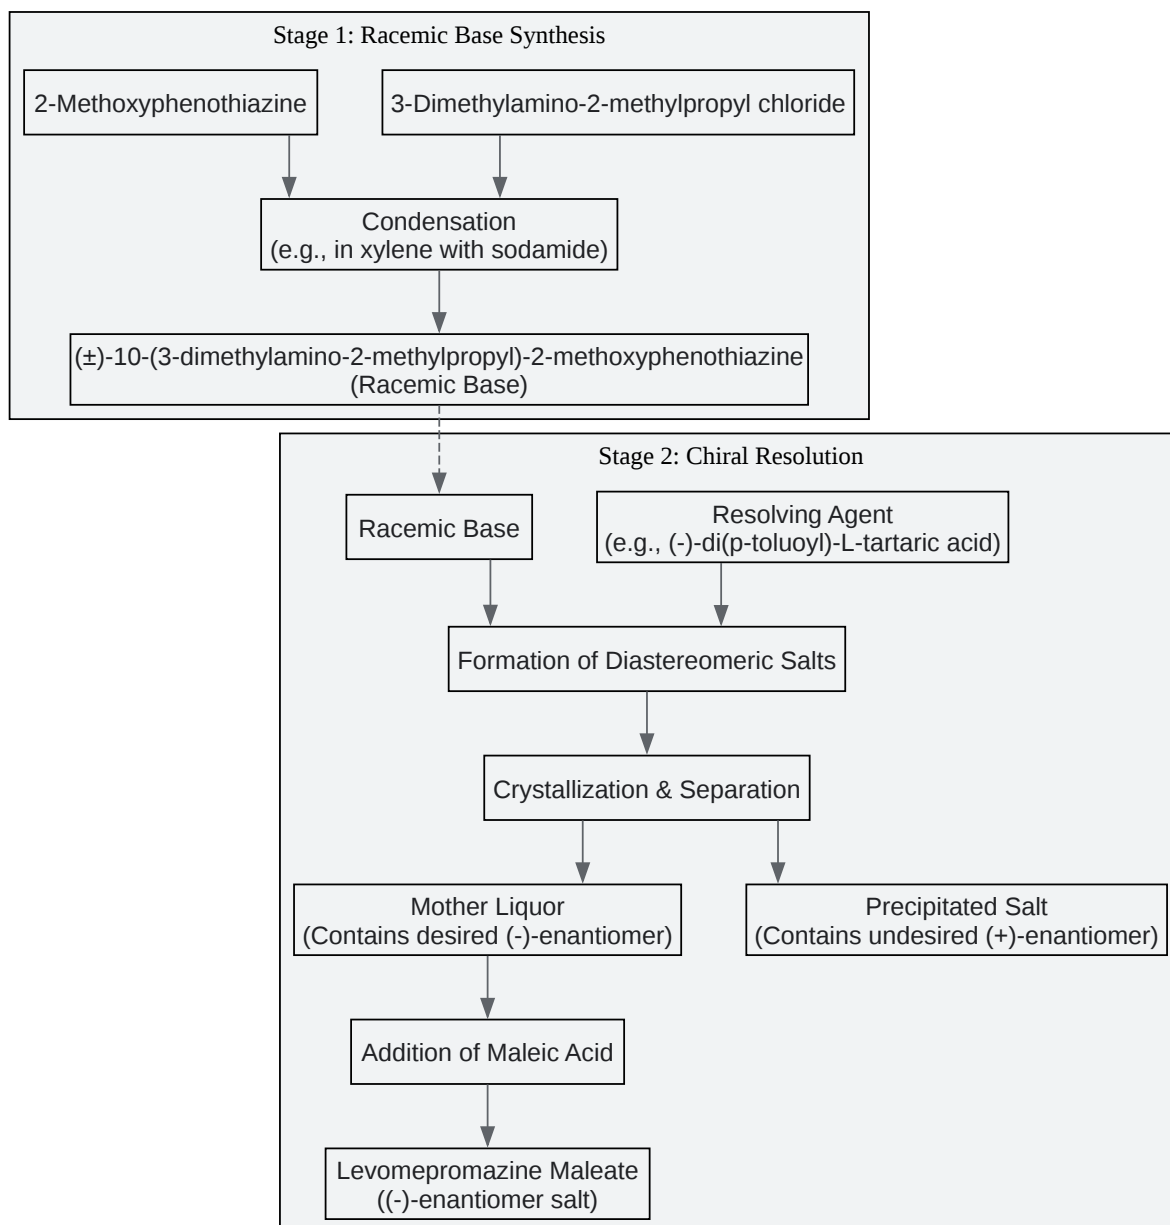 Stage 1: Racemic Base Synthesis
2-Methoxyphenothiazine
3-Dimethylamino-2-methylpropyl chloride
Condensation
(e.g., in xylene with sodamide)
(±)-10-(3-dimethylamino-2-methylpropyl)-2-methoxyphenothiazine
(Racemic Base)
Stage 2: Chiral Resolution
Racemic Base
Resolving Agent
(e.g., (-)-di(p-toluoyl)-L-tartaric acid)
Formation of Diastereomeric Salts
Crystallization & Separation
Mother Liquor
(Contains desired (-)-enantiomer)
Precipitated Salt
(Contains undesired (+)-enantiomer)
Addition of Maleic Acid
Levomepromazine Maleate
((-)-enantiomer salt)